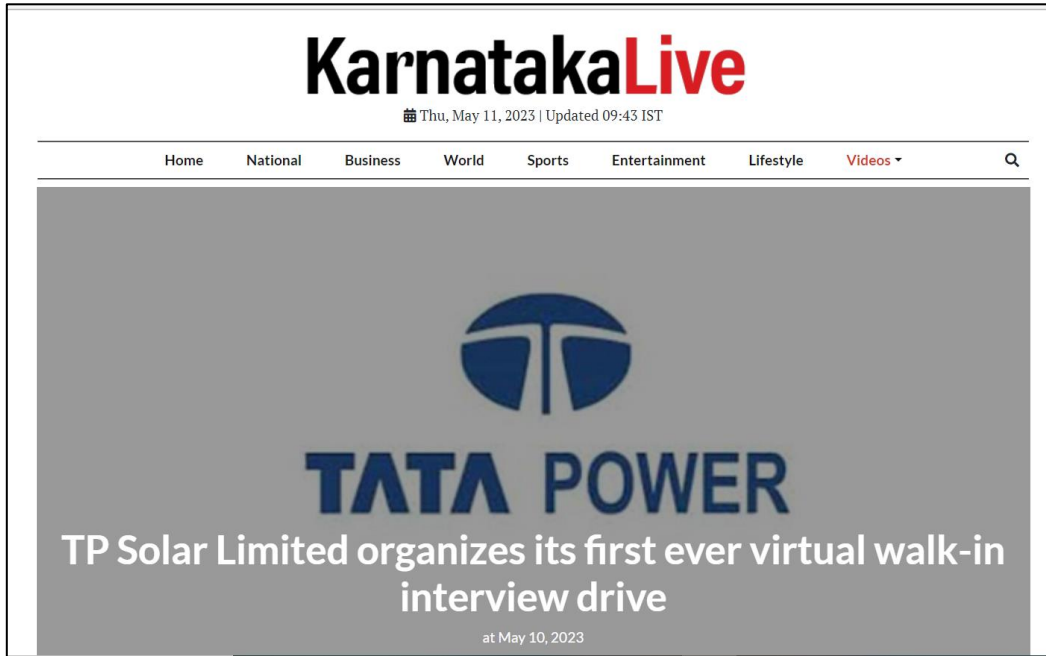 KarnatakaLive
Thu, May 11, 2023 | Updated 09:43 IST
Home National Business World Sports Entertainment Lifestyle Videos
TATA POWER
TP Solar Limited organizes its first ever virtual walk-in
interview drive
at May 10, 2023